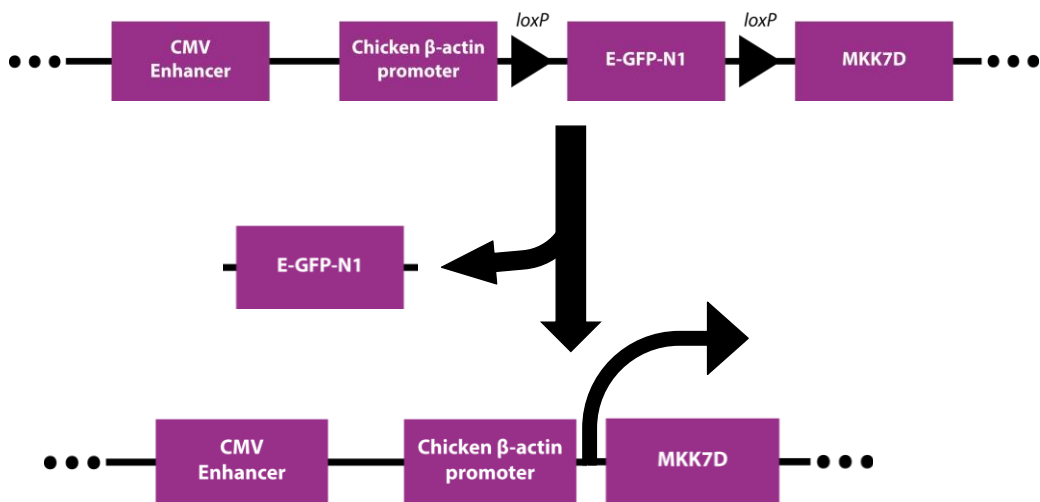 loxP
loxP
CMV
Enhancer
Chicken β-actin
promoter
E-GFP-N1
MKK7D
E-GFP-N1
CMV
Enhancer
Chicken β-actin
promoter
MKK7D